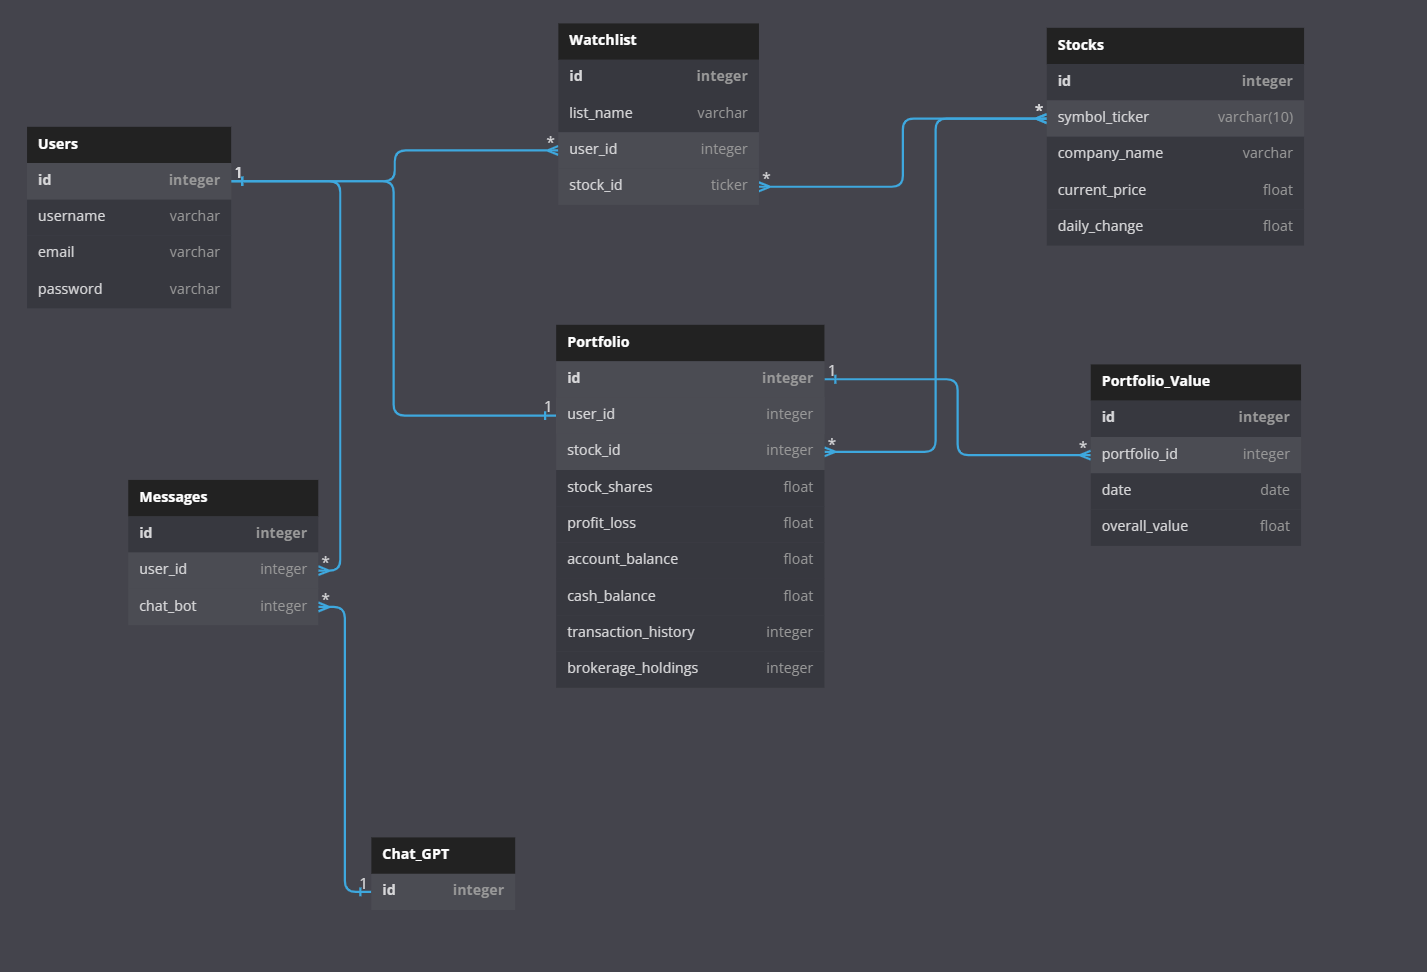 Users
id integer
username varchar
email varchar
password varchar
1
Watchlist
id integer
list_name varchar
* user_id integer
stock_id ticker *
Stocks
id integer
* symbol_ticker varchar(10)
company_name varchar
current_price float
daily_change float
Portfolio
id integer 1
1 user_id integer
stock_id integer *
stock_shares float
profit_loss float
account_balance float
cash_balance float
transaction_history integer
brokerage_holdings integer
Portfolio_Value
id integer
* portfolio_id integer
date date
overall_value float
Messages
id integer
user_id integer *
chat_bot integer *
Chat_GPT
1 id integer